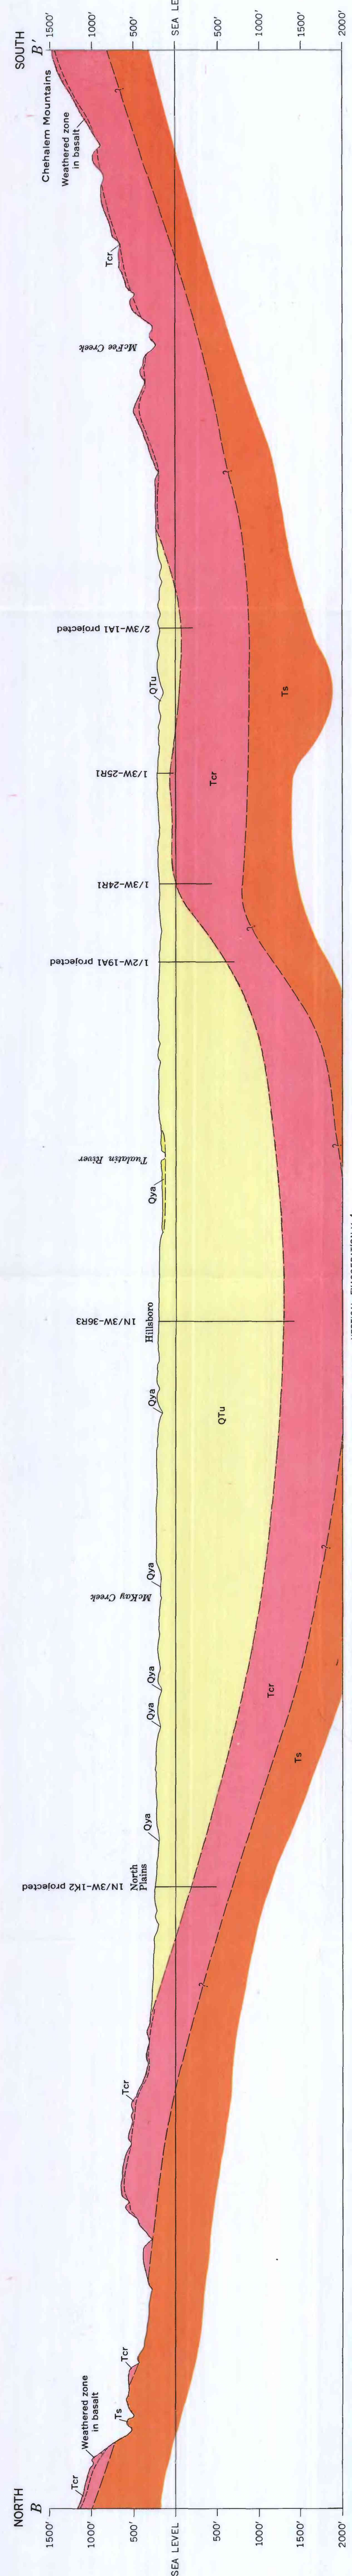 SOUTH
B'
1500'
1000'
500'
SEA LE
500'
1000'
1500'
2000'
Chehalem Mountains
Weathered zone
in basalt
?
Tcr
McFee Creek
?
2/3W-1A1 projected
QTu
Ts
1/3W-25R1
Tcr
1/3W-24R1
?
1/2W-19A1 projected
Tualatin River
?
Qya
1N/3W-36R3
Hillsboro
Qya
QTu
?
Qya
McKay Creek
Qya
Tcr
Qya
Ts
Qya
North
Plains
1N/3W-1K2 projected
?
Tcr
Tcr
Weathered zone
in basalt
Ts
Tcr
NORTH
B
1500'
1000'
500'
SEA LEVEL
500'
1000'
1500'
2000'